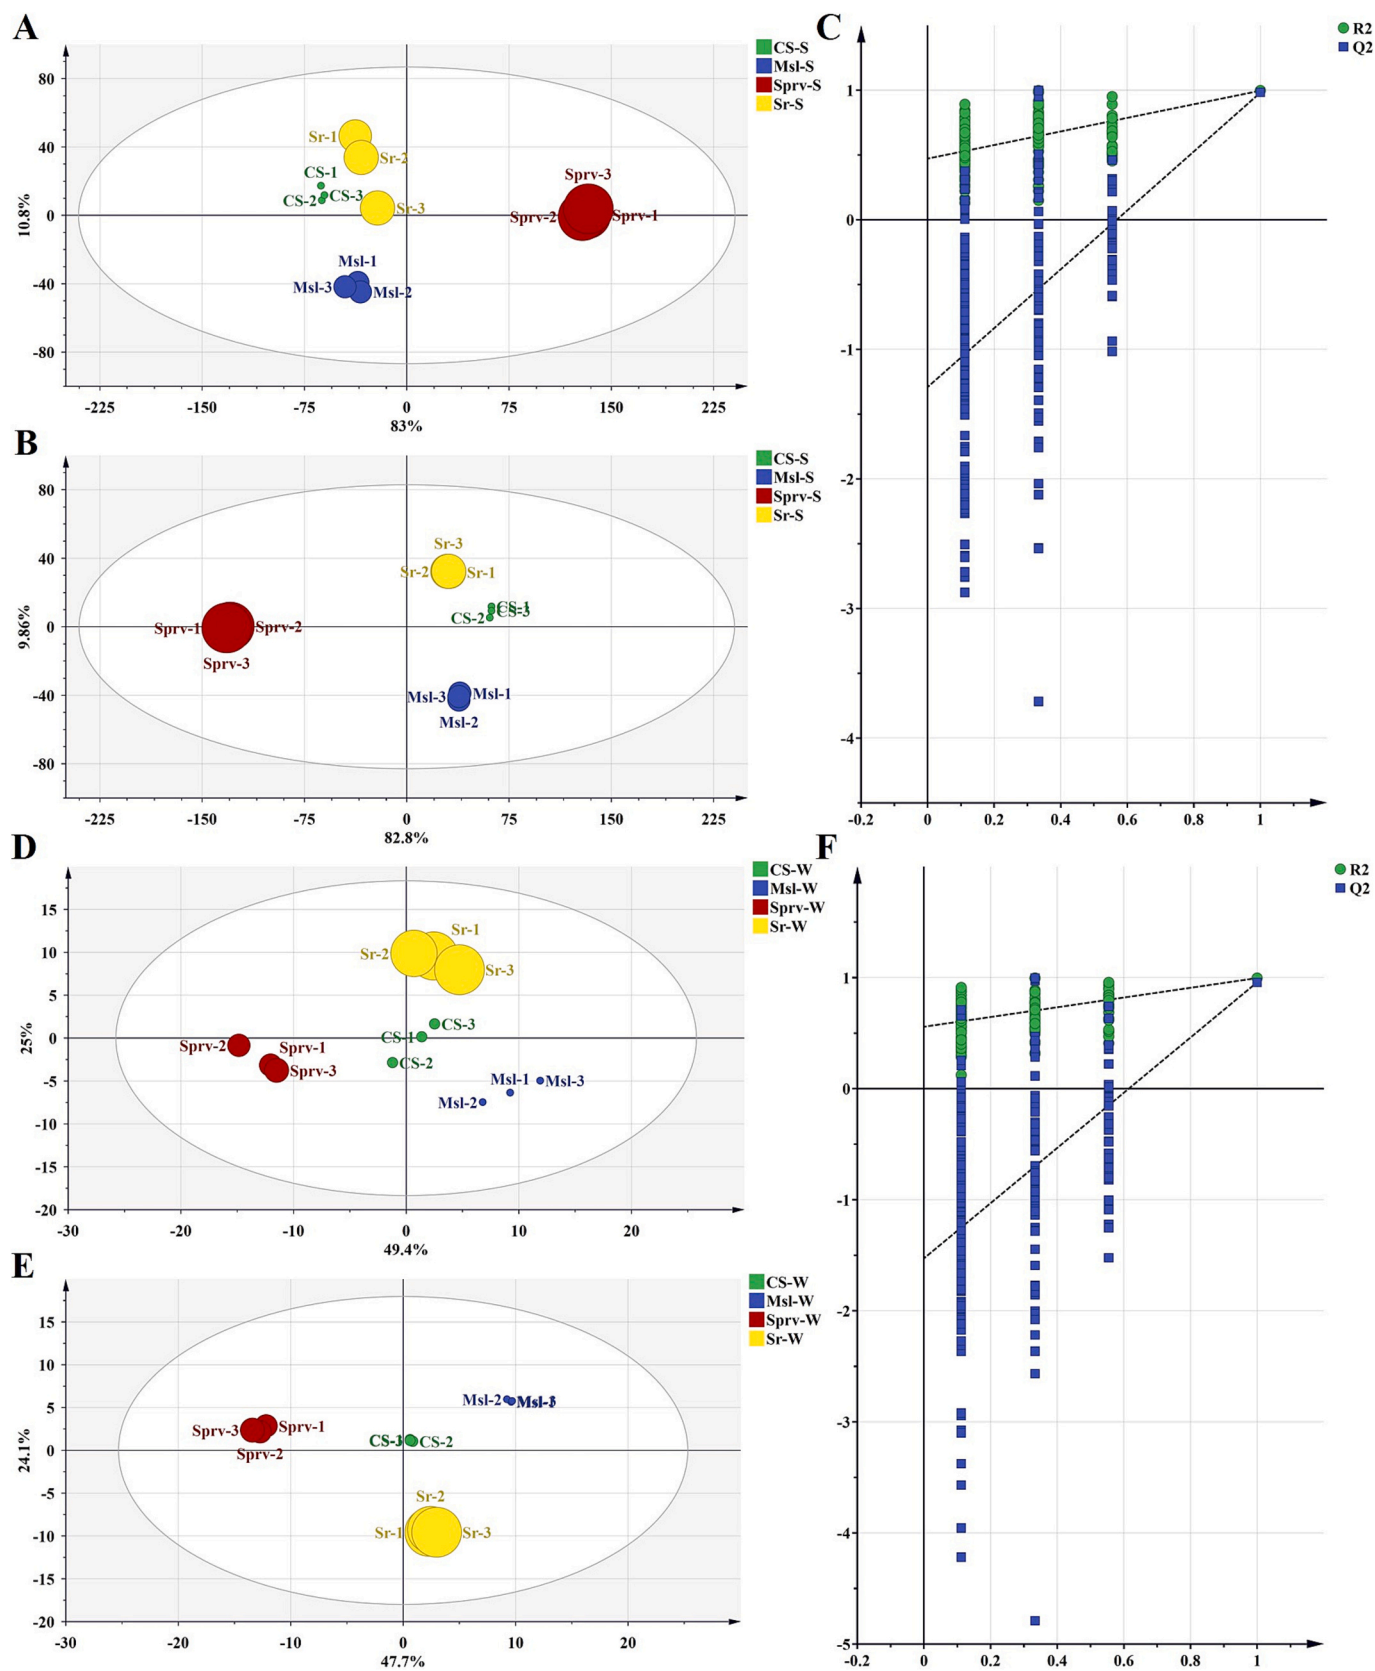 A
CS-S
Msl-S
Sprv-S
Sr-S
80
40
0
-40
-80
10.8%
Sr-1
Sr-2
CS-1
CS-2
CS-3
Sr-3
Sprv-3
Sprv-2
Sprv-1
Msl-1
Msl-3
Msl-2
-225 -150 -75 0 75 150 225
83%
B
CS-S
Msl-S
Sprv-S
Sr-S
80
40
0
-40
-80
9.86%
Sr-3
Sr-2
Sr-1
CS-1
CS-3
CS-2
Sprv-1
Sprv-2
Sprv-3
Msl-3
Msl-1
Msl-2
-225 -150 -75 0 75 150 225
82.8%
C
R2
Q2
1
0
-1
-2
-3
-4
-0.2 0 0.2 0.4 0.6 0.8 1
D
CS-W
Msl-W
Sprv-W
Sr-W
15
10
5
0
-5
-10
-15
-20
25%
Sr-1
Sr-2
Sr-3
CS-3
CS-1
CS-2
Sprv-2
Sprv-1
Sprv-3
Msl-1
Msl-3
Msl-2
-30 -20 -10 0 10 20
49.4%
E
CS-W
Msl-W
Sprv-W
Sr-W
15
10
5
0
-5
-10
-15
-20
24.1%
Msl-2
Sprv-3
Sprv-1
Sprv-2
CS-2
Sr-2
Sr-1
Sr-3
-30 -20 -10 0 10 20
47.7%
F
R2
Q2
1
0
-1
-2
-3
-4
-5
-0.2 0 0.2 0.4 0.6 0.8 1